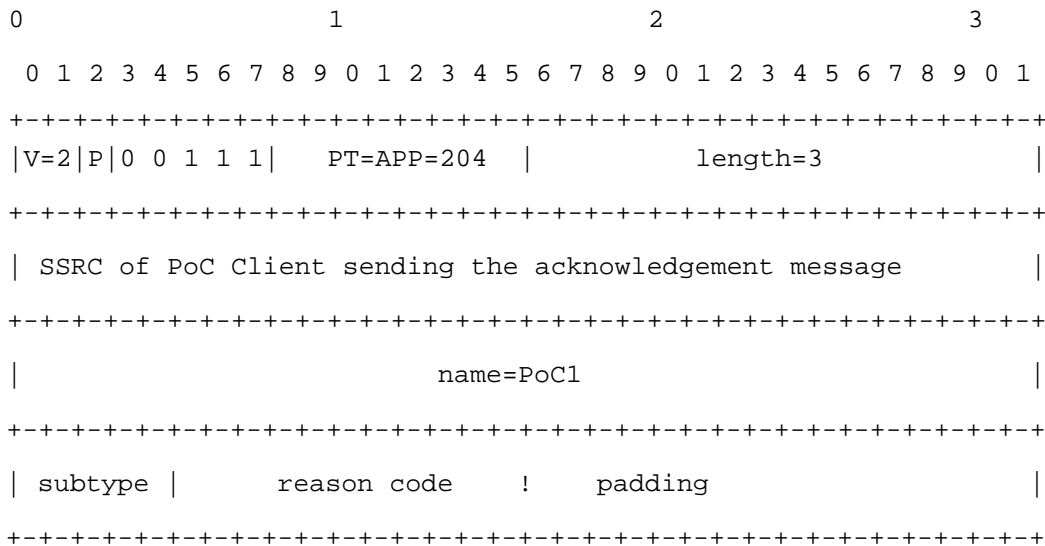 0                   1                   2                   3
 0 1 2 3 4 5 6 7 8 9 0 1 2 3 4 5 6 7 8 9 0 1 2 3 4 5 6 7 8 9 0 1
+-+-+-+-+-+-+-+-+-+-+-+-+-+-+-+-+-+-+-+-+-+-+-+-+-+-+-+-+-+-+-+-+
|V=2|P|0 0 1 1 1|   PT=APP=204  |          length=3             |
+-+-+-+-+-+-+-+-+-+-+-+-+-+-+-+-+-+-+-+-+-+-+-+-+-+-+-+-+-+-+-+-+
| SSRC of PoC Client sending the acknowledgement message        |
+-+-+-+-+-+-+-+-+-+-+-+-+-+-+-+-+-+-+-+-+-+-+-+-+-+-+-+-+-+-+-+-+
|                          name=PoC1                            |
+-+-+-+-+-+-+-+-+-+-+-+-+-+-+-+-+-+-+-+-+-+-+-+-+-+-+-+-+-+-+-+-+
| subtype |      reason code    !    padding                    |
+-+-+-+-+-+-+-+-+-+-+-+-+-+-+-+-+-+-+-+-+-+-+-+-+-+-+-+-+-+-+-+-+